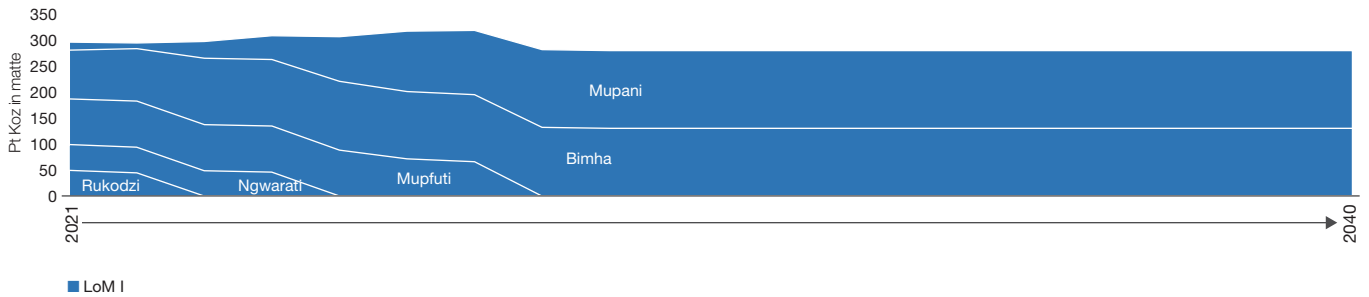 350
300
250
200
150
100
50
0
Pt Koz in matte
Mupani
Bimha
Rukodzi
Ngwarati
Mupfuti
2021
2040
LoM I